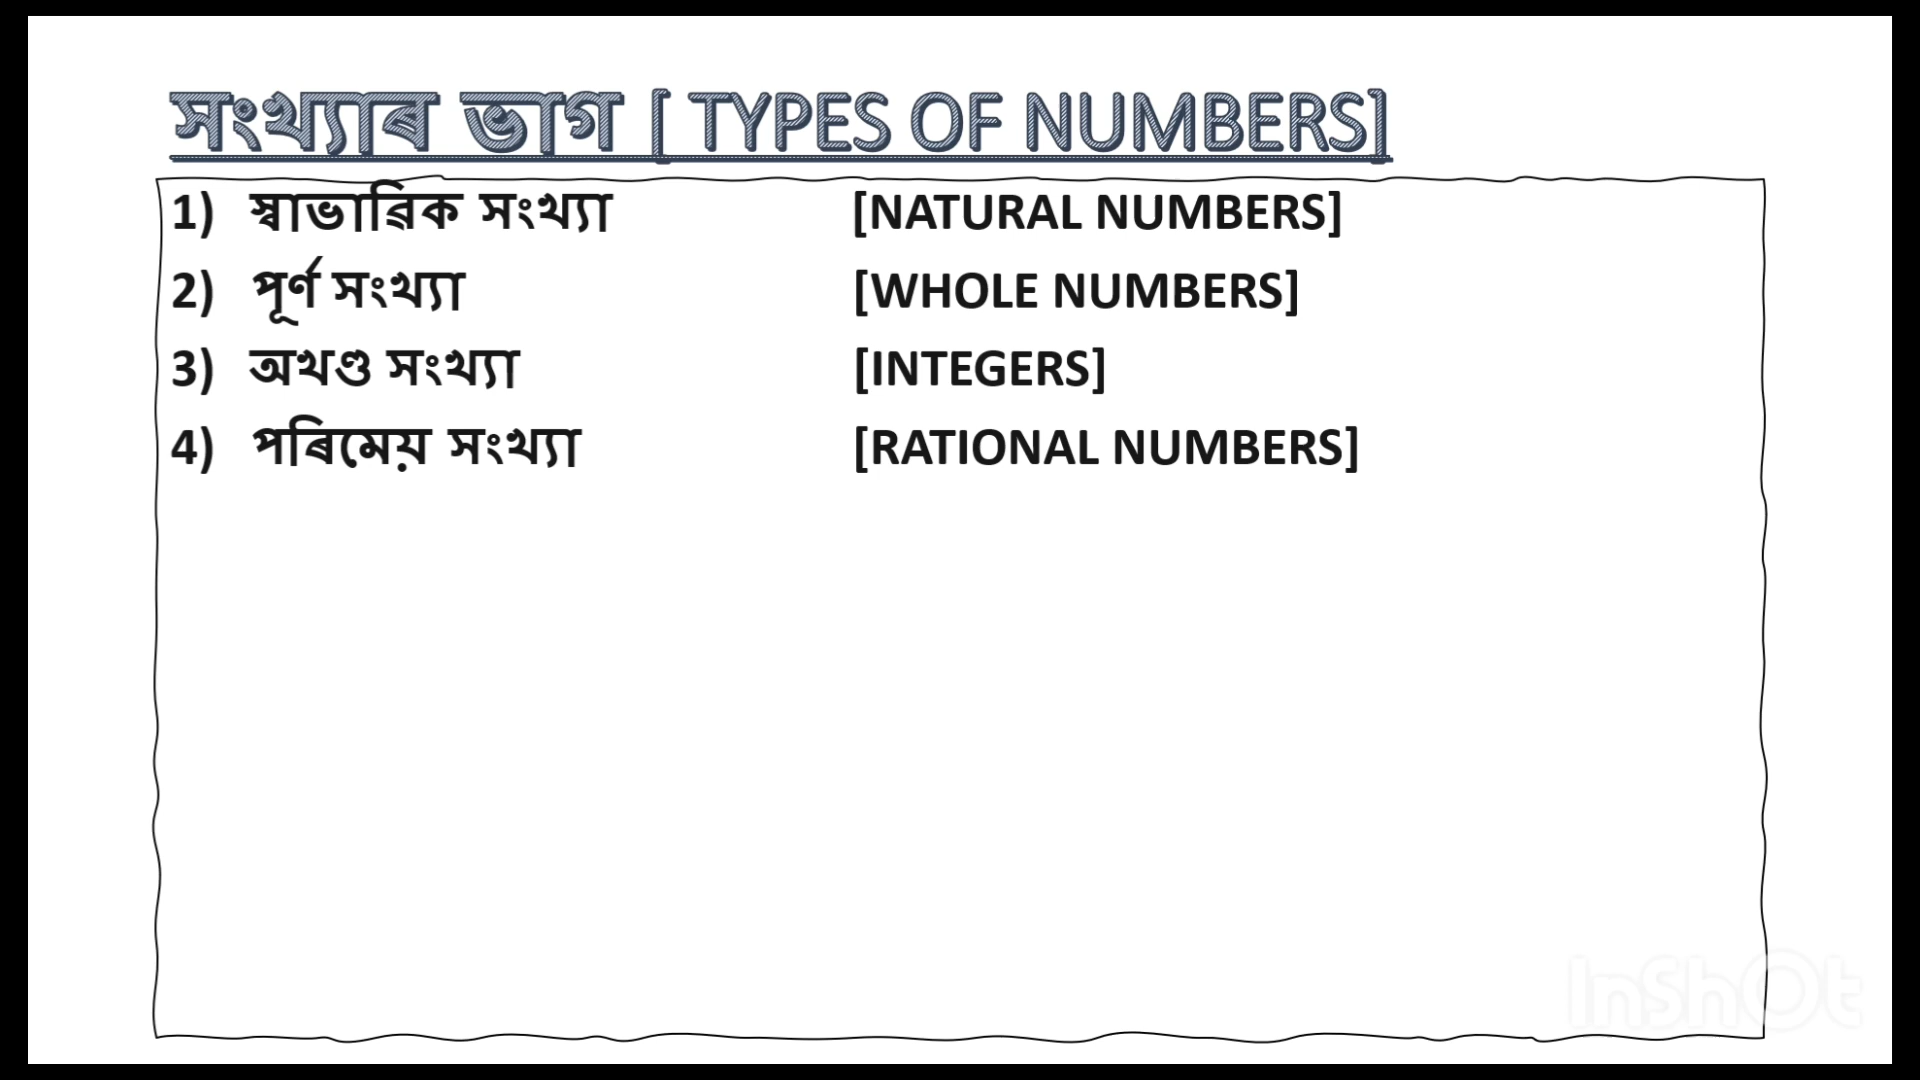 সংখ্যাৰ ভাগ [ TYPES OF NUMBERS]
1) স্বাভাৱিক সংখ্যা [NATURAL NUMBERS]
2) পূৰ্ণ সংখ্যা [WHOLE NUMBERS]
3) অখণ্ড সংখ্যা [INTEGERS]
4) পৰিমেয় সংখ্যা [RATIONAL NUMBERS]
InShOt